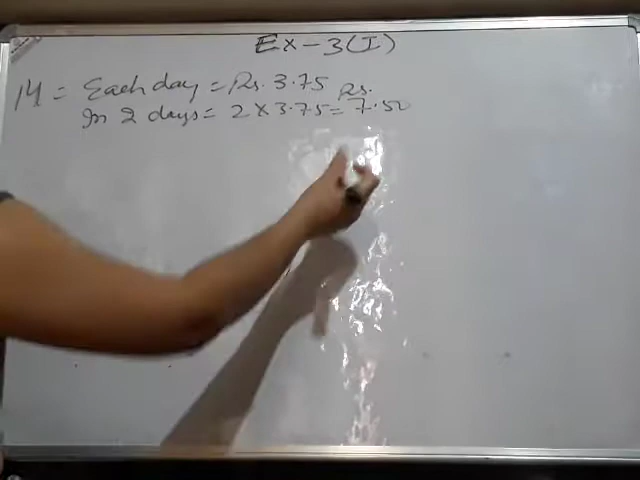 Ex-3(I)
14 = Each day = Rs. 3.75
In 2 days = 2 × 3.75 = Rs. 7.50